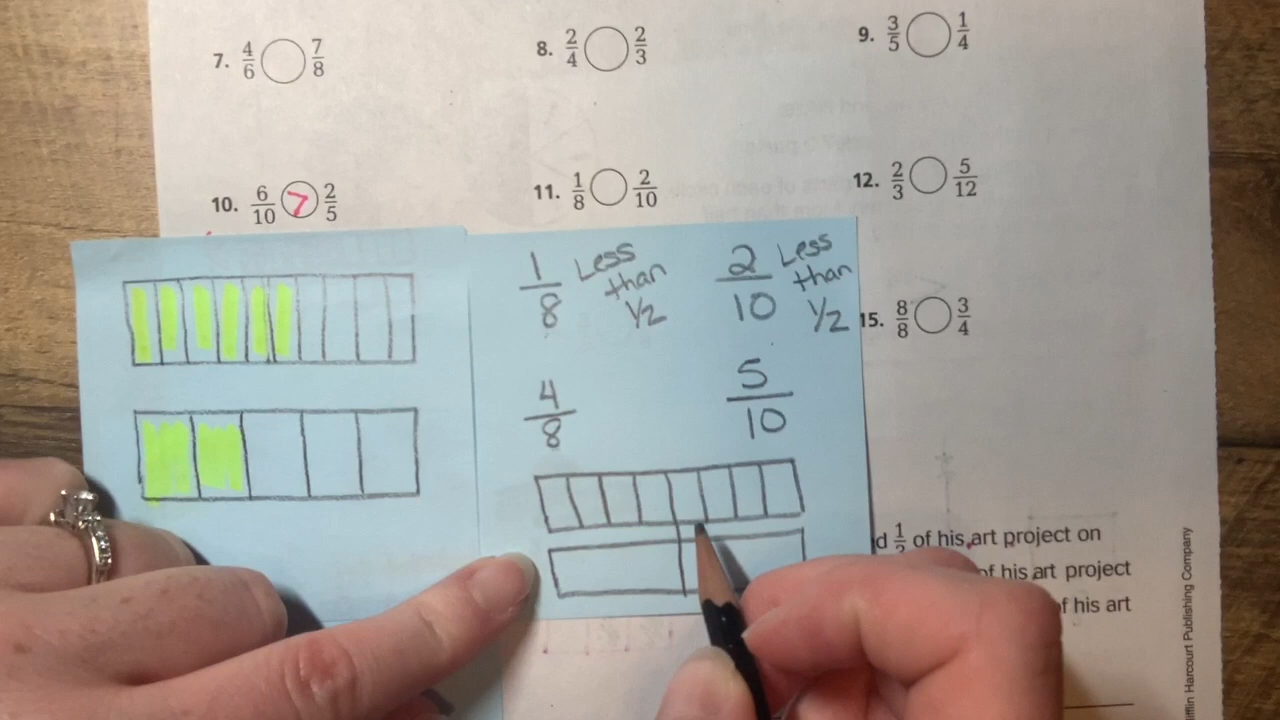 7. 4/6 ◯ 7/8
8. 2/4 ◯ 2/3
9. 3/5 ◯ 1/4
10. 6/10 > 2/5
11. 1/8 ◯ 2/10
12. 2/3 ◯ 5/12
1/8 Less than 1/2
2/10 Less than 1/2
15. 8/8 ◯ 3/4
4/8
5/10
d 1/2 of his art project on
of his art project
of his art
fflin Harcourt Publishing Company